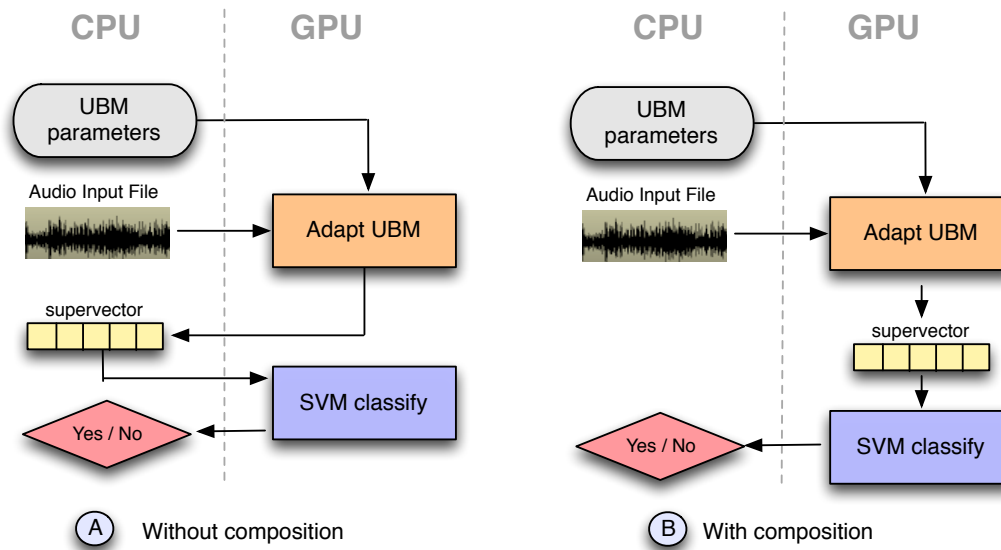 CPU
GPU
UBM
parameters
Audio Input File
Adapt UBM
supervector
SVM classify
Yes / No
A
Without composition
CPU
GPU
UBM
parameters
Audio Input File
Adapt UBM
supervector
SVM classify
Yes / No
B
With composition